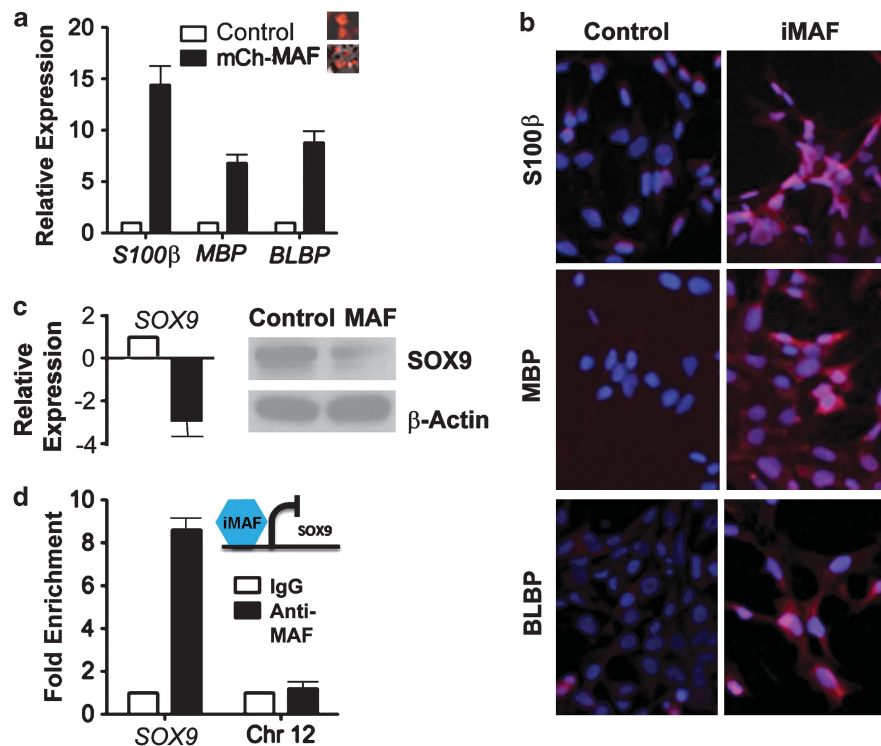 a
Relative Expression
20
15
10
5
0
Control
mCh-MAF
S100β MBP BLBP
b
Control iMAF
S100β
MBP
BLBP
c
Relative
Expression
2
0
-2
-4
SOX9
Control MAF
SOX9
β-Actin
d
Fold Enrichment
10
8
6
4
2
0
iMAF
SOX9
IgG
Anti-
MAF
SOX9 Chr 12